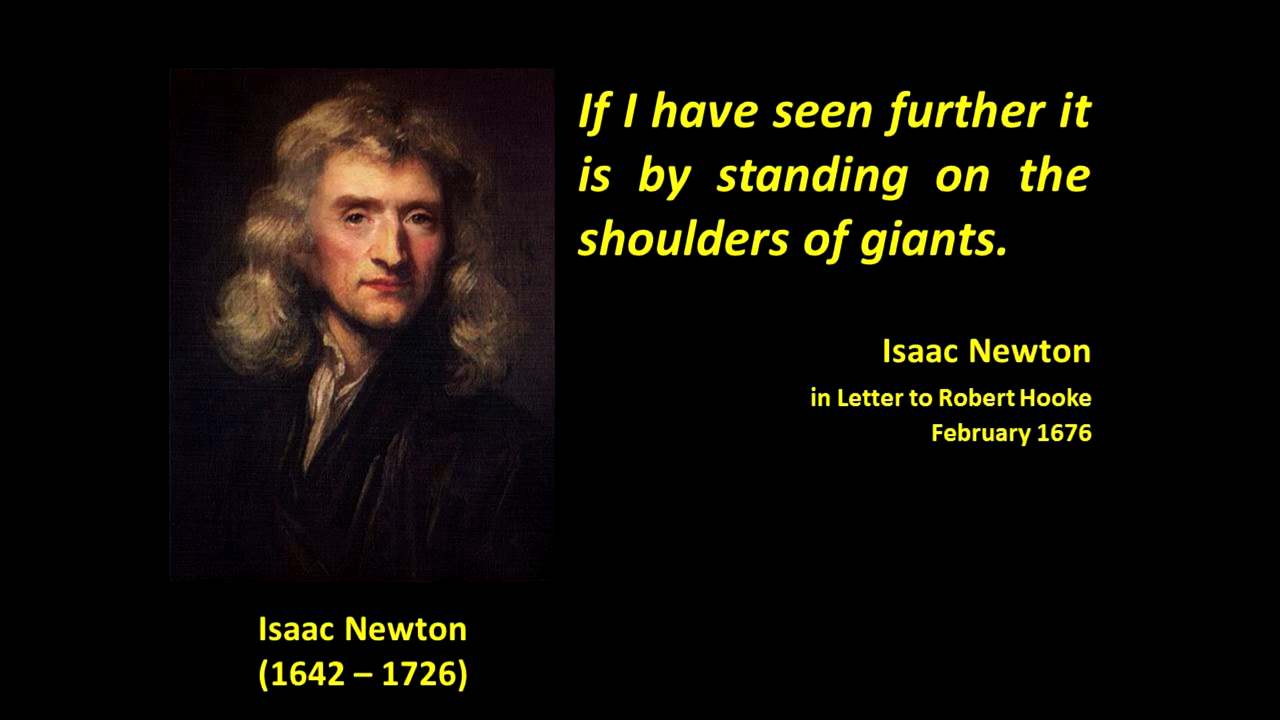 If I have seen further it
is by standing on the
shoulders of giants.
Isaac Newton
in Letter to Robert Hooke
February 1676
Isaac Newton
(1642 – 1726)